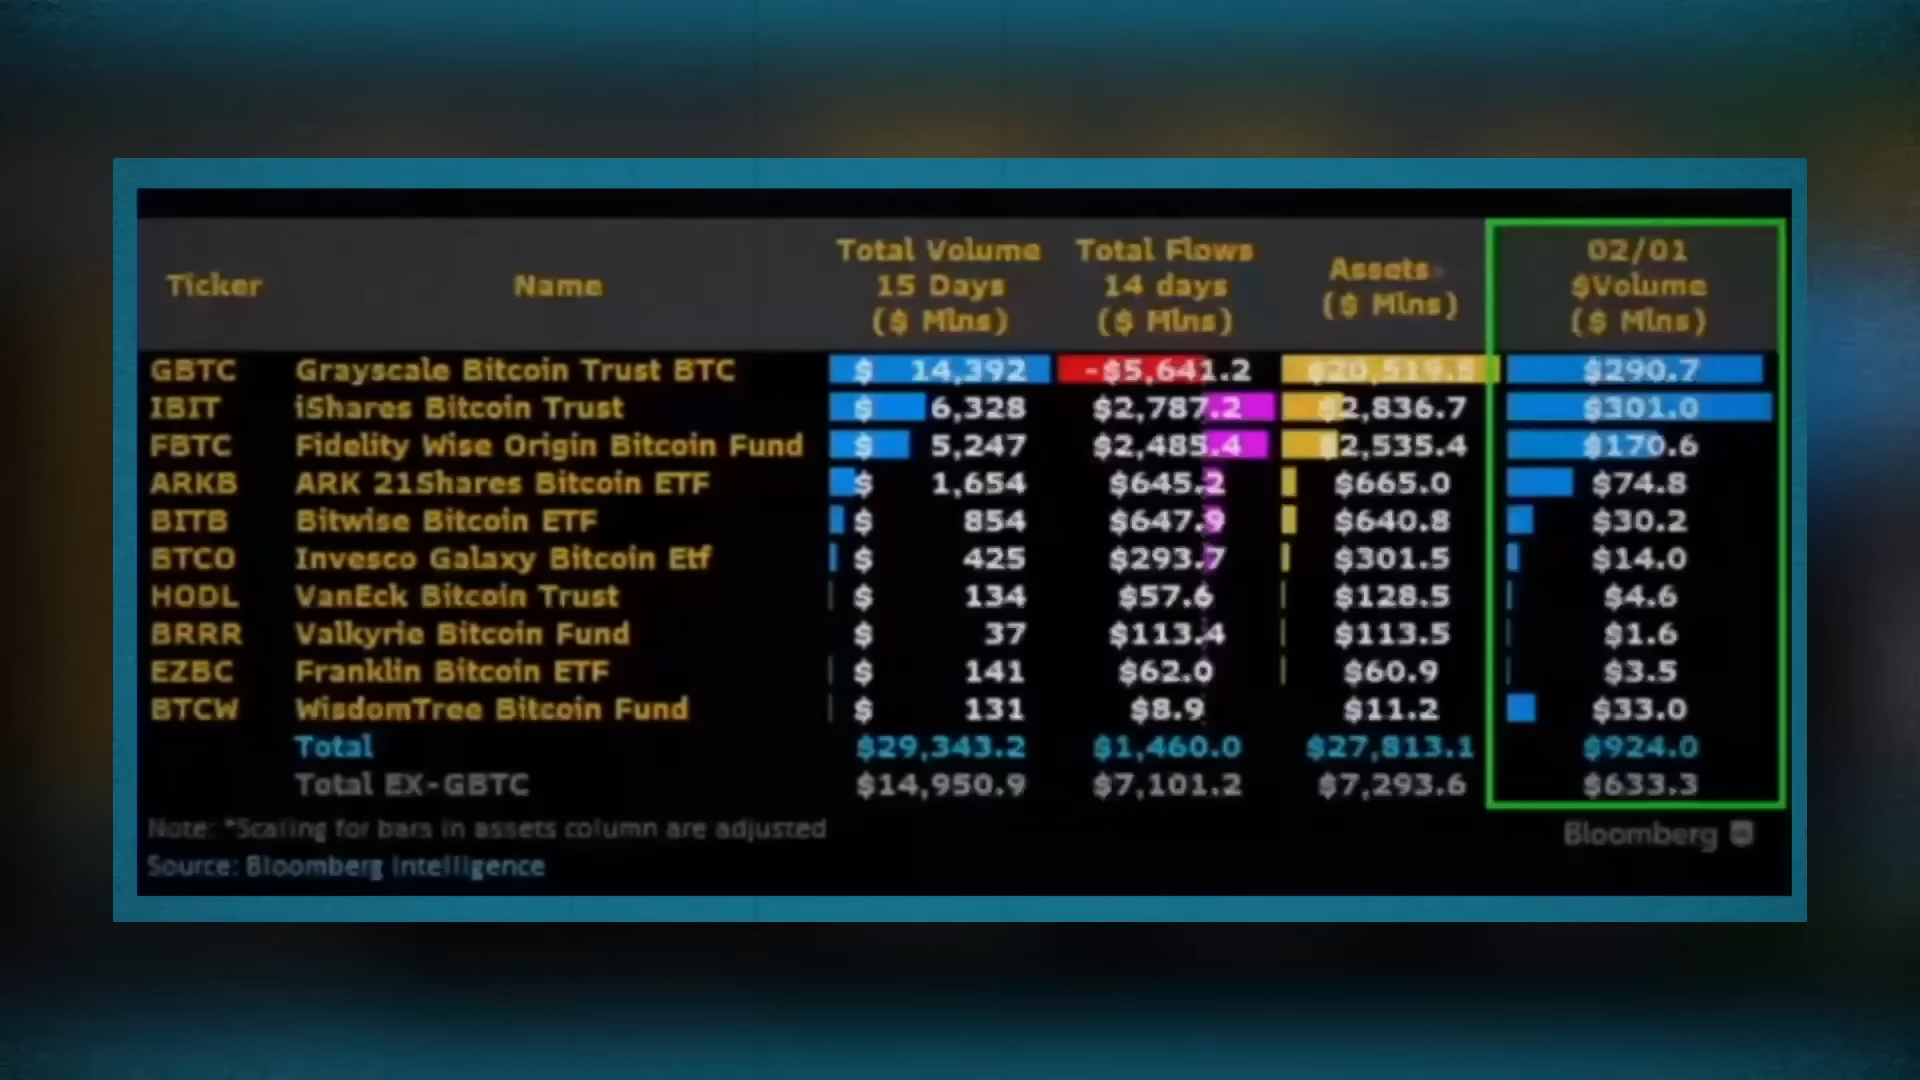 Ticker Name Total Volume 15 Days ($ Mlns) Total Flows 14 days ($ Mlns) Assets ($ Mlns) 02/01 $Volume ($ Mlns)
GBTC Grayscale Bitcoin Trust BTC $ 14,392 -$5,641.2 $20,519.5 $290.7
IBIT iShares Bitcoin Trust $ 6,328 $2,787.2 $2,836.7 $301.0
FBTC Fidelity Wise Origin Bitcoin Fund $ 5,247 $2,485.4 $2,535.4 $170.6
ARKB ARK 21Shares Bitcoin ETF $ 1,654 $645.2 $665.0 $74.8
BITB Bitwise Bitcoin ETF $ 854 $647.9 $640.8 $30.2
BTCO Invesco Galaxy Bitcoin Etf $ 425 $293.7 $301.5 $14.0
HODL VanEck Bitcoin Trust $ 134 $57.6 $128.5 $4.6
BRRR Valkyrie Bitcoin Fund $ 37 $113.4 $113.5 $1.6
EZBC Franklin Bitcoin ETF $ 141 $62.0 $60.9 $3.5
BTCW WisdomTree Bitcoin Fund $ 131 $8.9 $11.2 $33.0
Total $29,343.2 $1,460.0 $27,813.1 $924.0
Total EX-GBTC $14,950.9 $7,101.2 $7,293.6 $633.3
Note: *Scaling for bars in assets column are adjusted
Bloomberg
Source: Bloomberg Intelligence